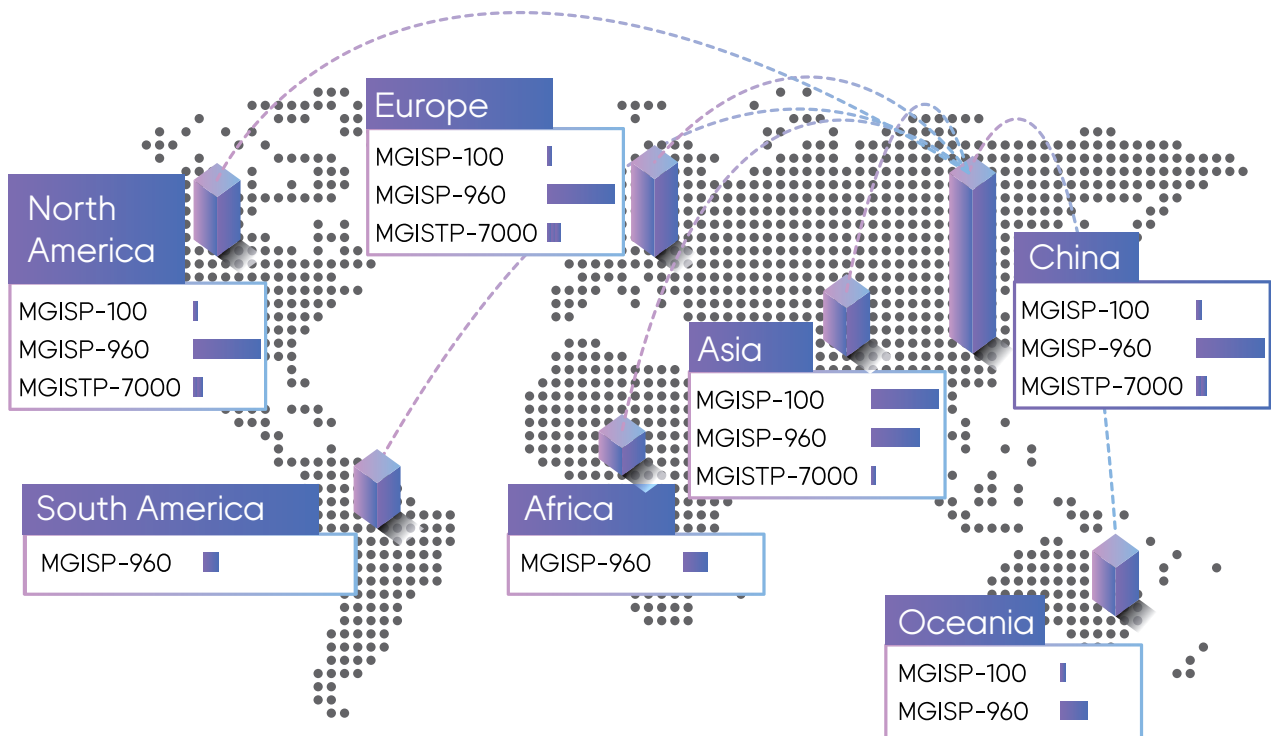 Europe
MGISP-100
MGISP-960
MGISTP-7000
North
America
MGISP-100
MGISP-960
MGISTP-7000
China
MGISP-100
MGISP-960
MGISTP-7000
Asia
MGISP-100
MGISP-960
MGISTP-7000
South America
MGISP-960
Africa
MGISP-960
Oceania
MGISP-100
MGISP-960